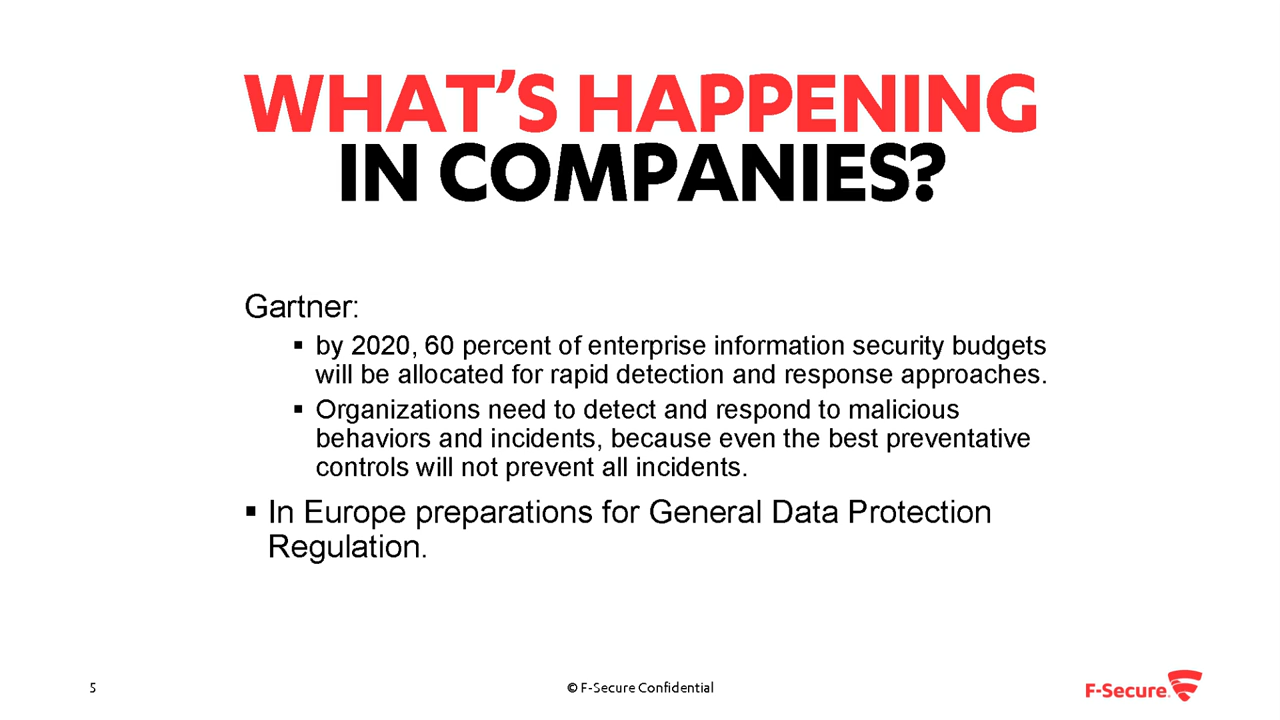 WHAT'S HAPPENING
IN COMPANIES?
Gartner:
▪ by 2020, 60 percent of enterprise information security budgets
will be allocated for rapid detection and response approaches.
▪ Organizations need to detect and respond to malicious
behaviors and incidents, because even the best preventative
controls will not prevent all incidents.
▪ In Europe preparations for General Data Protection
Regulation.
5
© F-Secure Confidential
F-Secure.